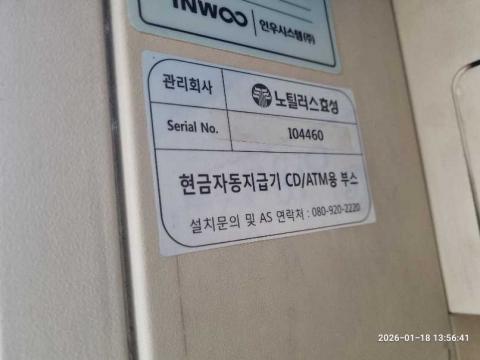 INWOO 인우시스템(주)
관리회사 노틸러스효성
Serial No. 104460
현금자동지급기 CD/ATM용 부스
설치문의 및 AS 연락처 : 080-920-2220
2026-01-18 13:56:41